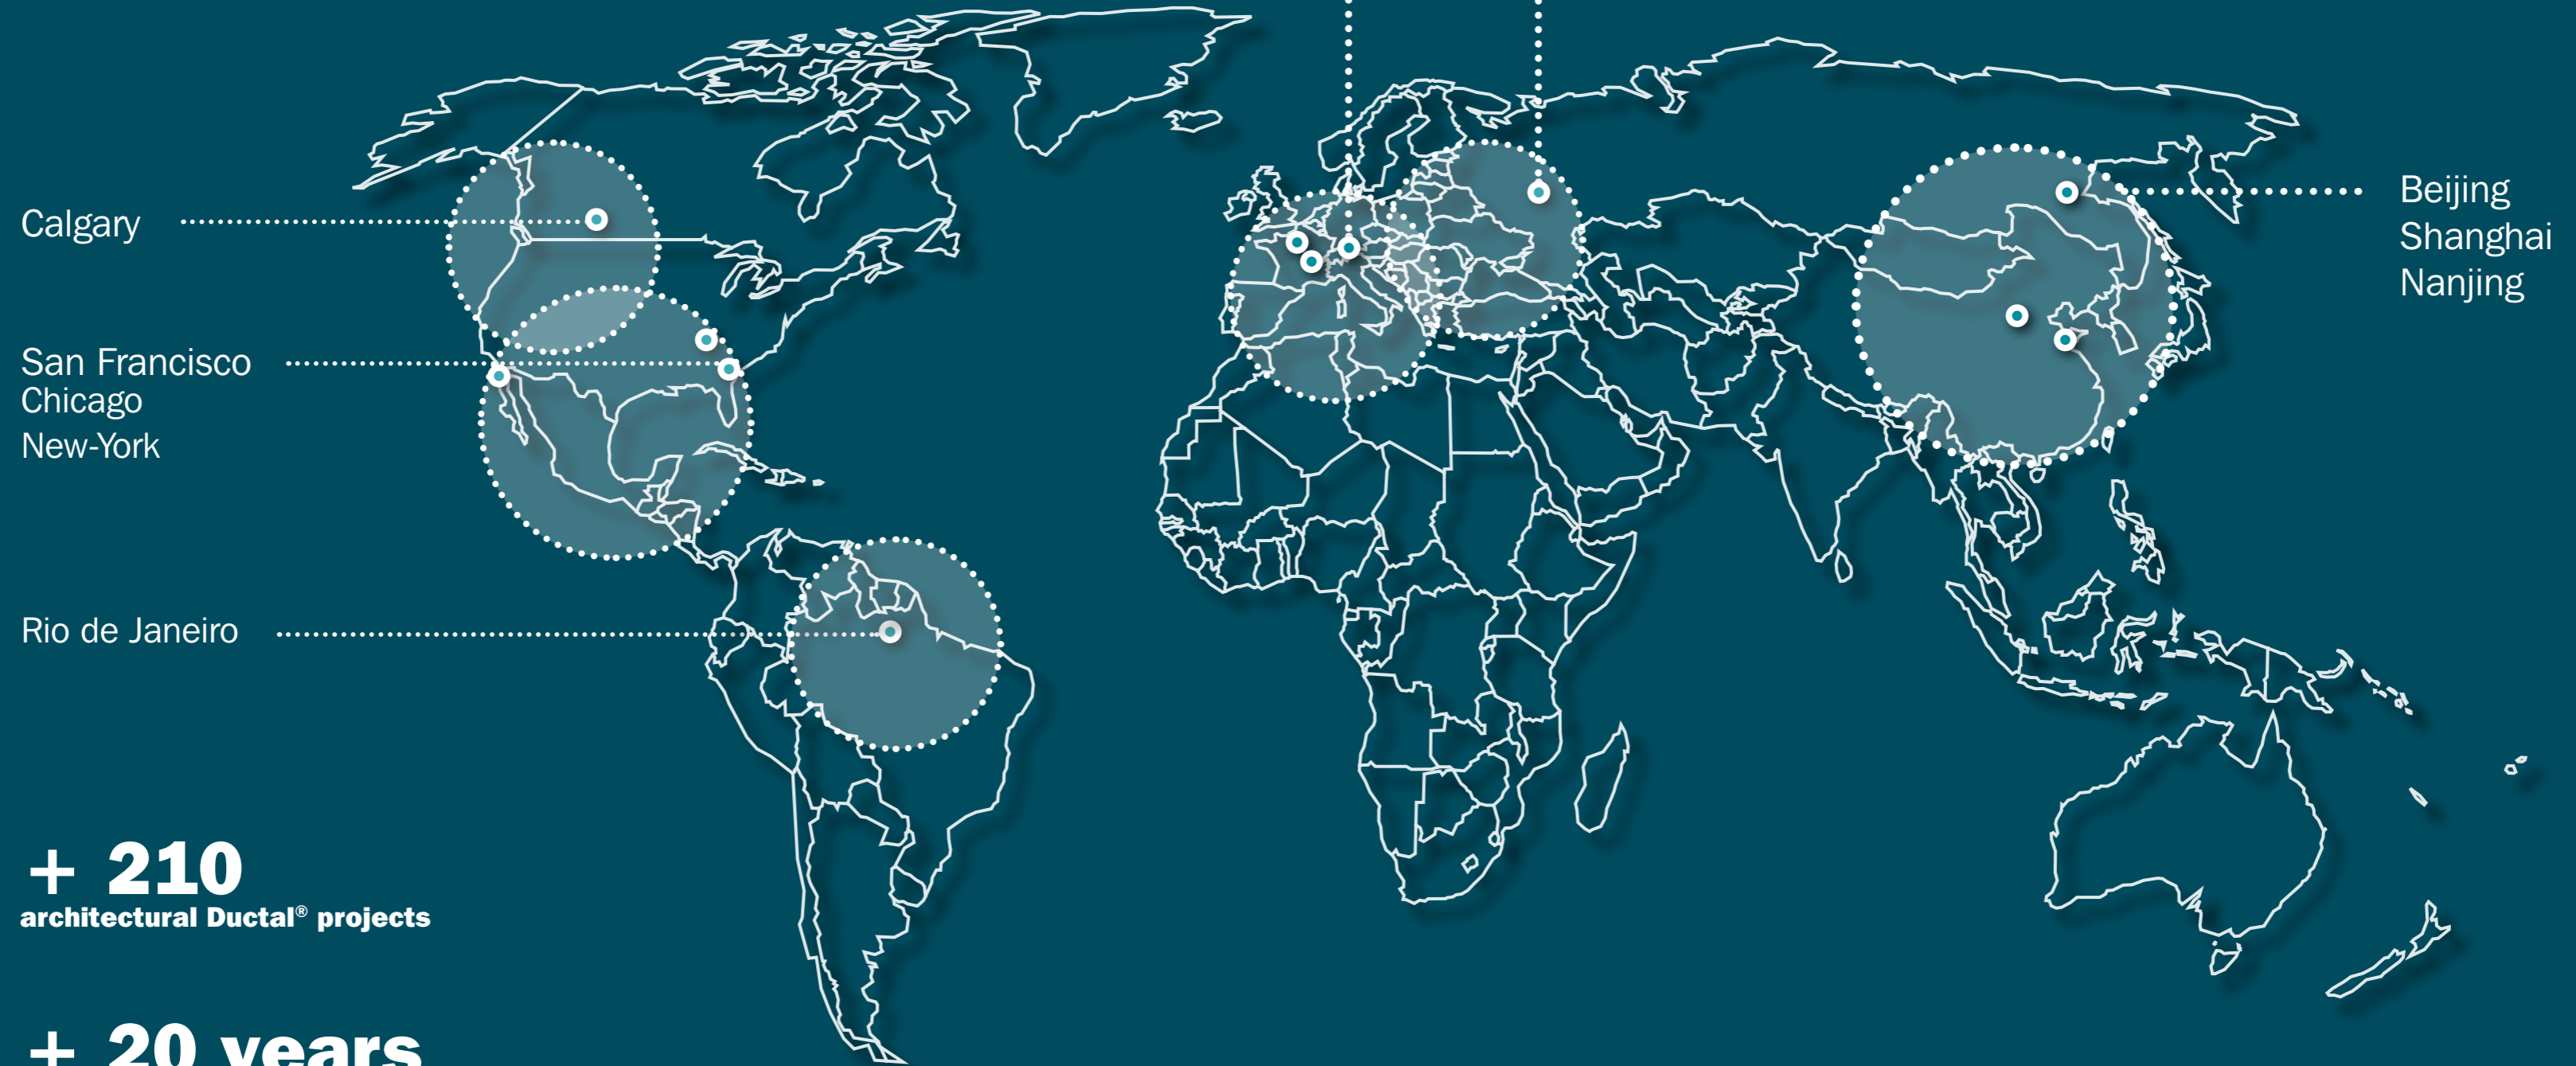 Calgary
San Francisco
Chicago
New-York
Rio de Janeiro
Beijing
Shanghai
Nanjing
+ 210
architectural Ductal® projects
+ 20 years